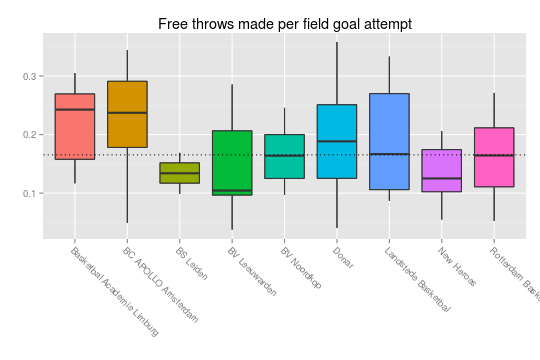 Free throws made per field goal attempt
0.3
0.2
0.1
Basketbal Academie Limburg
BC APOLLO Amsterdam
BS Leiden
BV Leeuwarden
BV Noordkop
Donar
Landstede Basketbal
New Heroes
Rotterdam Bask